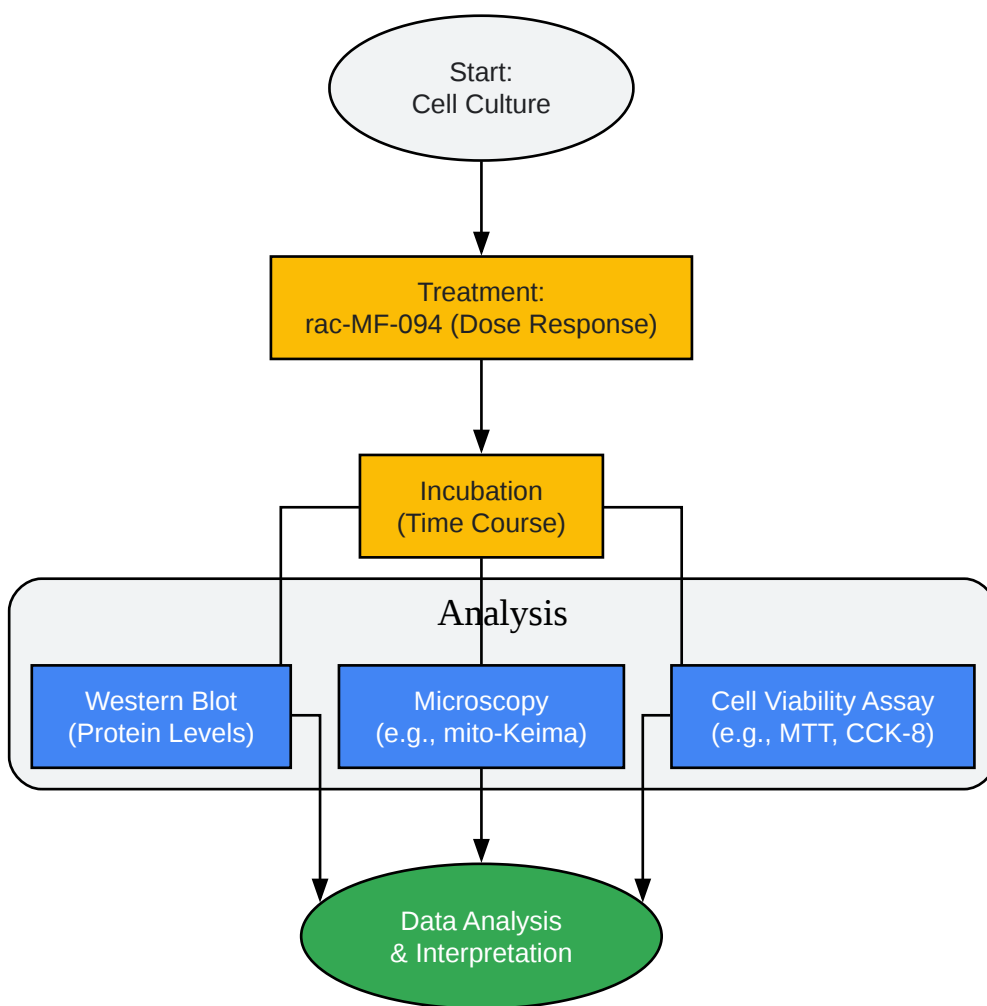 Start:
Cell Culture
Treatment:
rac-MF-094 (Dose Response)
Incubation
(Time Course)
Analysis
Western Blot
(Protein Levels)
Microscopy
(e.g., mito-Keima)
Cell Viability Assay
(e.g., MTT, CCK-8)
Data Analysis
& Interpretation